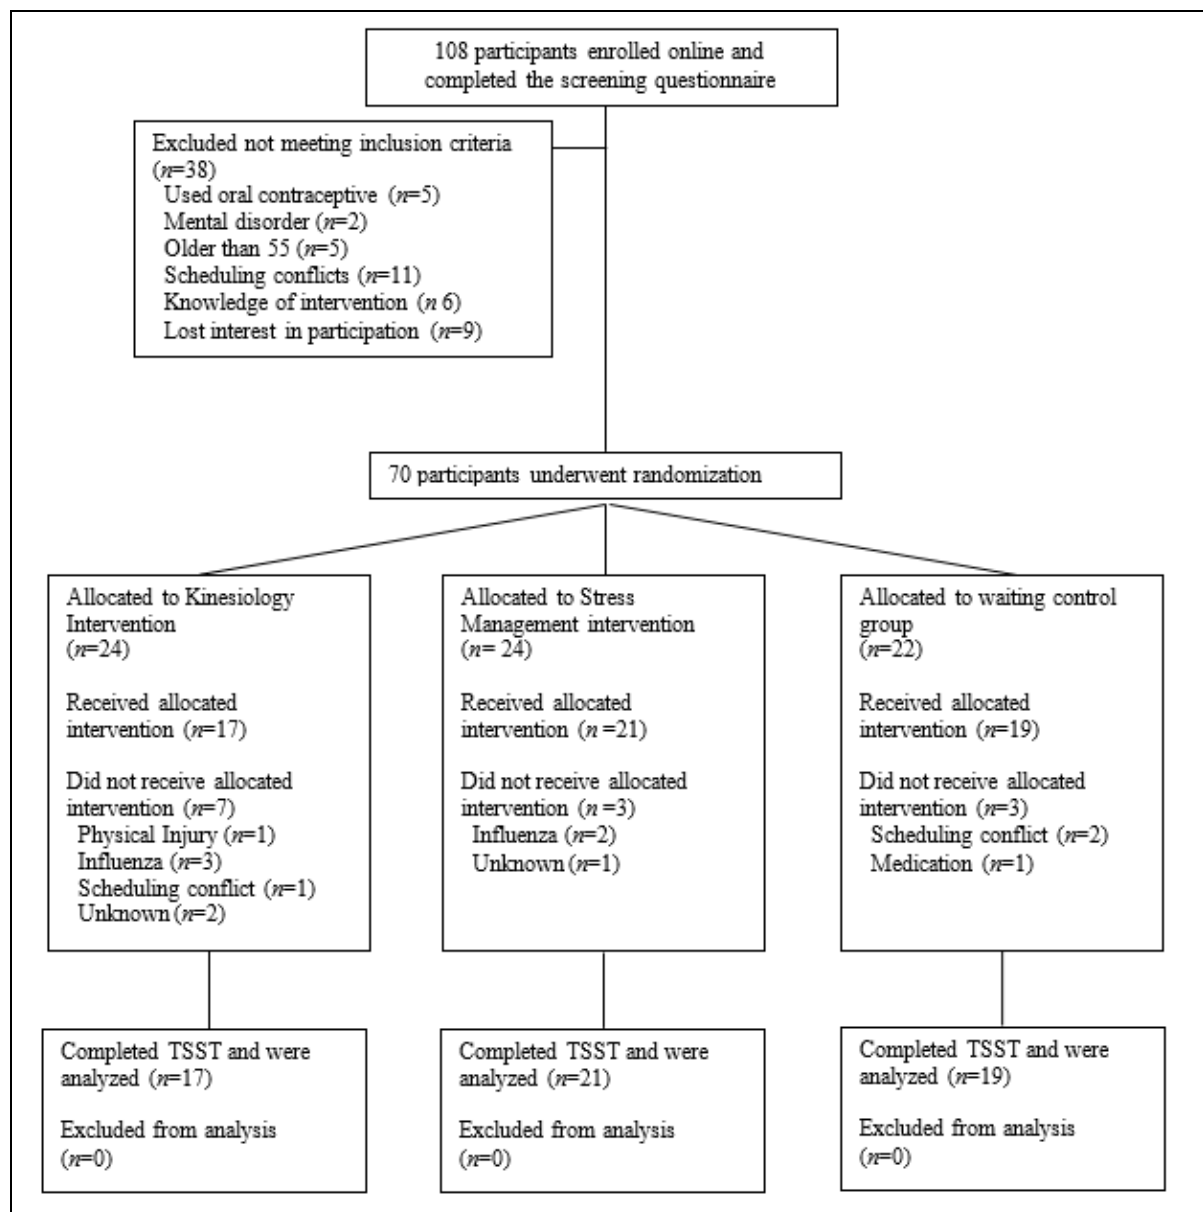 108 participants enrolled online and
completed the screening questionnaire
Excluded not meeting inclusion criteria
(n=38)
Used oral contraceptive (n=5)
Mental disorder (n=2)
Older than 55 (n=5)
Scheduling conflicts (n=11)
Knowledge of intervention (n 6)
Lost interest in participation (n=9)
70 participants underwent randomization
Allocated to Kinesiology
Intervention
(n=24)
Received allocated
intervention (n=17)
Did not receive allocated
intervention (n=7)
Physical Injury (n=1)
Influenza (n=3)
Scheduling conflict (n=1)
Unknown (n=2)
Allocated to Stress
Management intervention
(n= 24)
Received allocated
intervention (n =21)
Did not receive allocated
intervention (n =3)
Influenza (n=2)
Unknown (n=1)
Allocated to waiting control
group
(n=22)
Received allocated
intervention (n=19)
Did not receive allocated
intervention (n=3)
Scheduling conflict (n=2)
Medication (n=1)
Completed TSST and were
analyzed (n=17)
Excluded from analysis
(n=0)
Completed TSST and were
analyzed (n=21)
Excluded from analysis
(n=0)
Completed TSST and were
analyzed (n=19)
Excluded from analysis
(n=0)